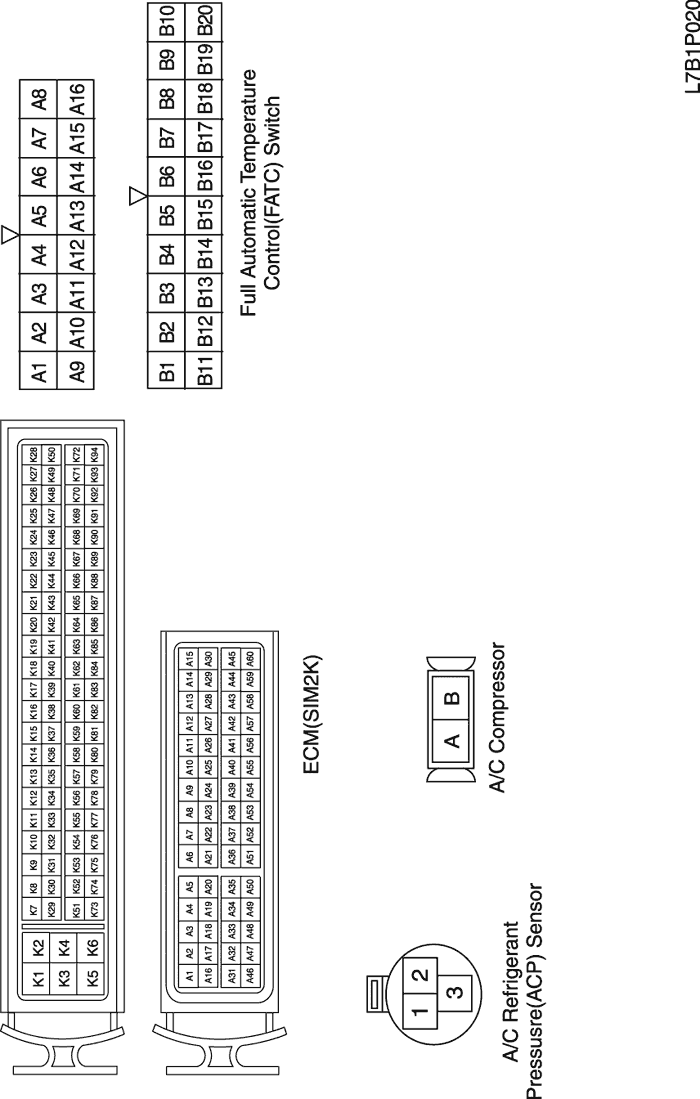 A1 A2 A3 A4 A5 A6 A7 A8
A9 A10 A11 A12 A13 A14 A15 A16
B1 B2 B3 B4 B5 B6 B7 B8 B9 B10
B11 B12 B13 B14 B15 B16 B17 B18 B19 B20
Full Automatic Temperature
Control(FATC) Switch
K1 K2
K3 K4
K5 K6
K7 K8 K9 K10 K11 K12 K13 K14 K15 K16 K17 K18 K19 K20 K21 K22 K23 K24 K25 K26 K27 K28
K29 K30 K31 K32 K33 K34 K35 K36 K37 K38 K39 K40 K41 K42 K43 K44 K45 K46 K47 K48 K49 K50
K51 K52 K53 K54 K55 K56 K57 K58 K59 K60 K61 K62 K63 K64 K65 K66 K67 K68 K69 K70 K71 K72
K73 K74 K75 K76 K77 K78 K79 K80 K81 K82 K83 K84 K85 K86 K87 K88 K89 K90 K91 K92 K93 K94
A1 A2 A3 A4 A5 A6 A7 A8 A9 A10 A11 A12 A13 A14 A15
A16 A17 A18 A19 A20 A21 A22 A23 A24 A25 A26 A27 A28 A29 A30
A31 A32 A33 A34 A35 A36 A37 A38 A39 A40 A41 A42 A43 A44 A45
A46 A47 A48 A49 A50 A51 A52 A53 A54 A55 A56 A57 A58 A59 A60
ECM(SIM2K)
1 2
3
A/C Refrigerant
Pressusre(ACP) Sensor
A B
A/C Compressor
L7B1P020